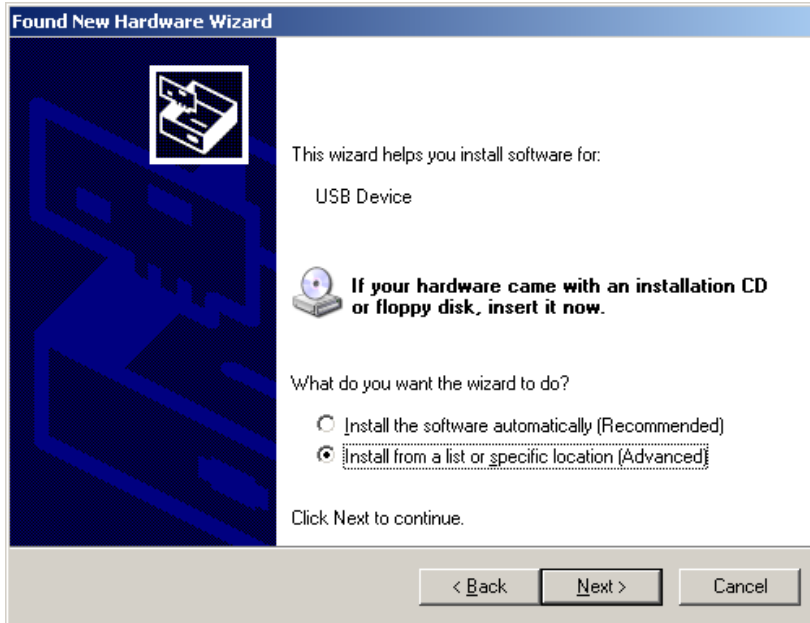 Found New Hardware Wizard
This wizard helps you install software for:
USB Device
If your hardware came with an installation CD
or floppy disk, insert it now.
What do you want the wizard to do?
Install the software automatically (Recommended)
Install from a list or specific location (Advanced)
Click Next to continue.
< Back
Next >
Cancel